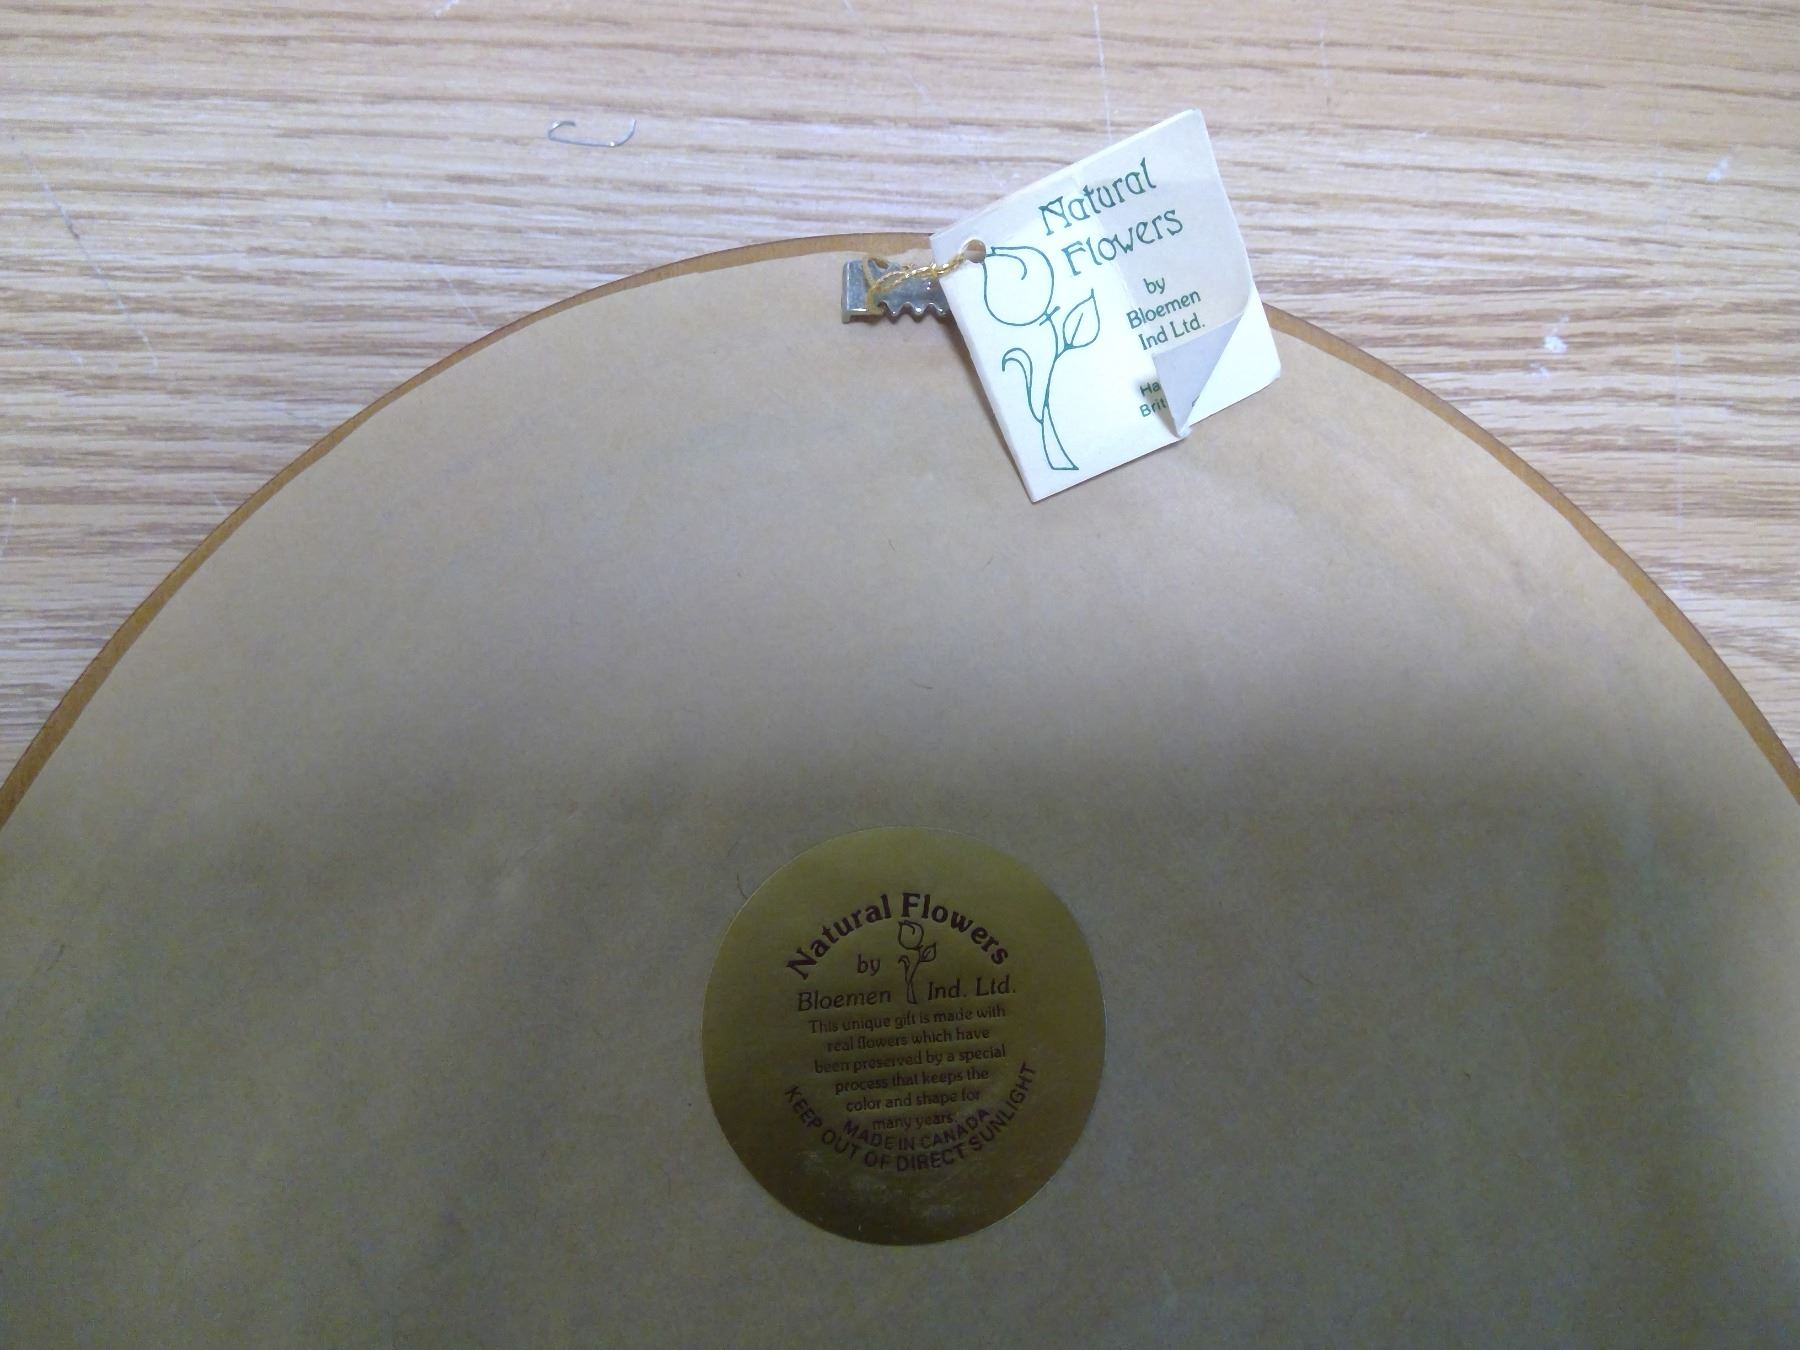 Natural
Flowers
by
Bloemen
Ind Ltd.
Natural Flowers
by
Bloemen Ind. Ltd.
This unique gift is made with
real flowers which have
been preserved by a special
process that keeps the
color and shape for
many years.
MADE IN CANADA
KEEP OUT OF DIRECT SUNLIGHT